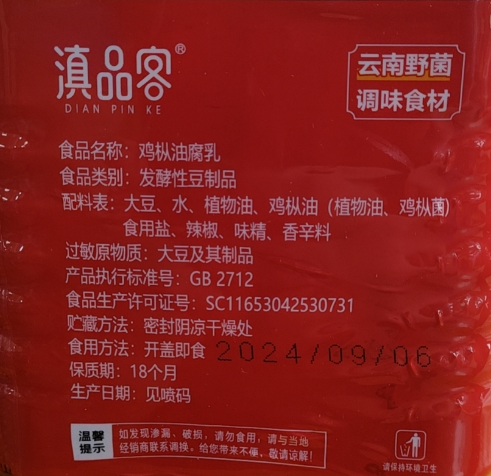 滇品客®
DIAN PIN KE
云南野菌
调味食材
食品名称：鸡枞油腐乳
食品类别：发酵性豆制品
配料表：大豆、水、植物油、鸡枞油（植物油、鸡枞菌）
食用盐、辣椒、味精、香辛料
过敏原物质：大豆及其制品
产品执行标准号：GB 2712
食品生产许可证号：SC11653042530731
贮藏方法：密封阴凉干燥处
食用方法：开盖即食
2024/09/06
保质期：18个月
生产日期：见喷码
温馨
提示
如发现渗漏、破损，请勿食用，请与当地
经销商联系调换。给您带来不便，敬请谅解！
请保持环境卫生